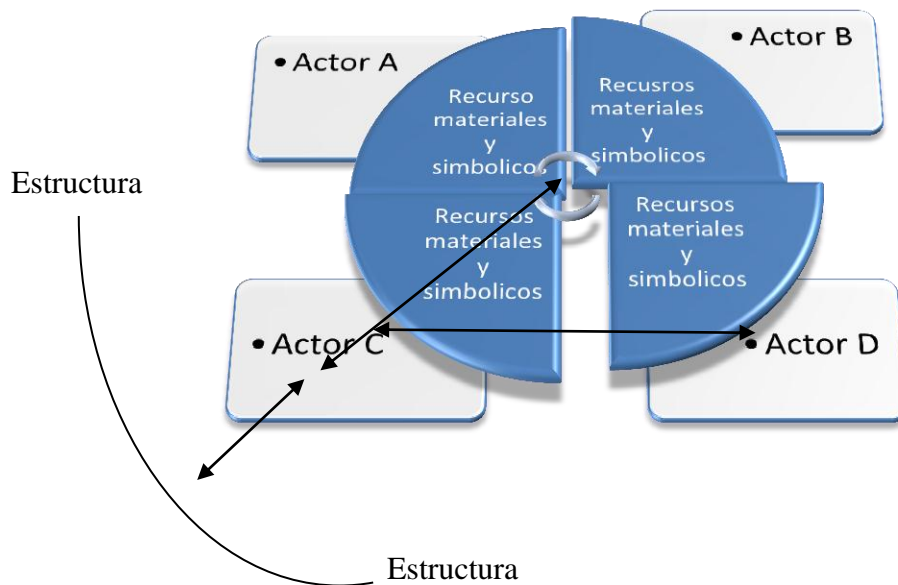 • Actor A
• Actor B
Recurso
materiales
y
simbolicos
Recusros
materiales
y
simbolicos
Estructura
Recursos
materiales
y
simbolicos
Recursos
materiales
y
simbolicos
• Actor C
• Actor D
Estructura